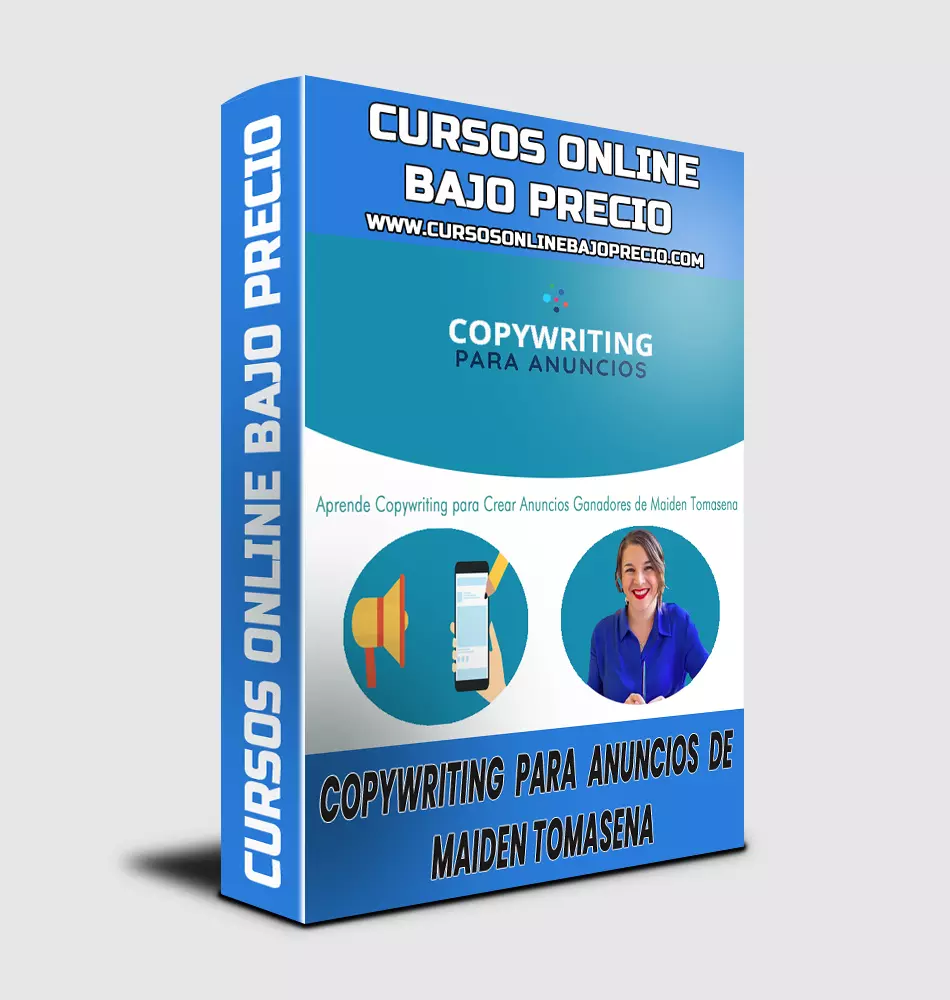 CURSOS ONLINE BAJO PRECIO
CURSOS ONLINE
BAJO PRECIO
WWW.CURSOSONLINEBAJOPRECIO.COM
COPYWRITING
PARA ANUNCIOS
Aprende Copywriting para Crear Anuncios Ganadores de Maiden Tomasena
COPYWRITING PARA ANUNCIOS DE
MAIDEN TOMASENA